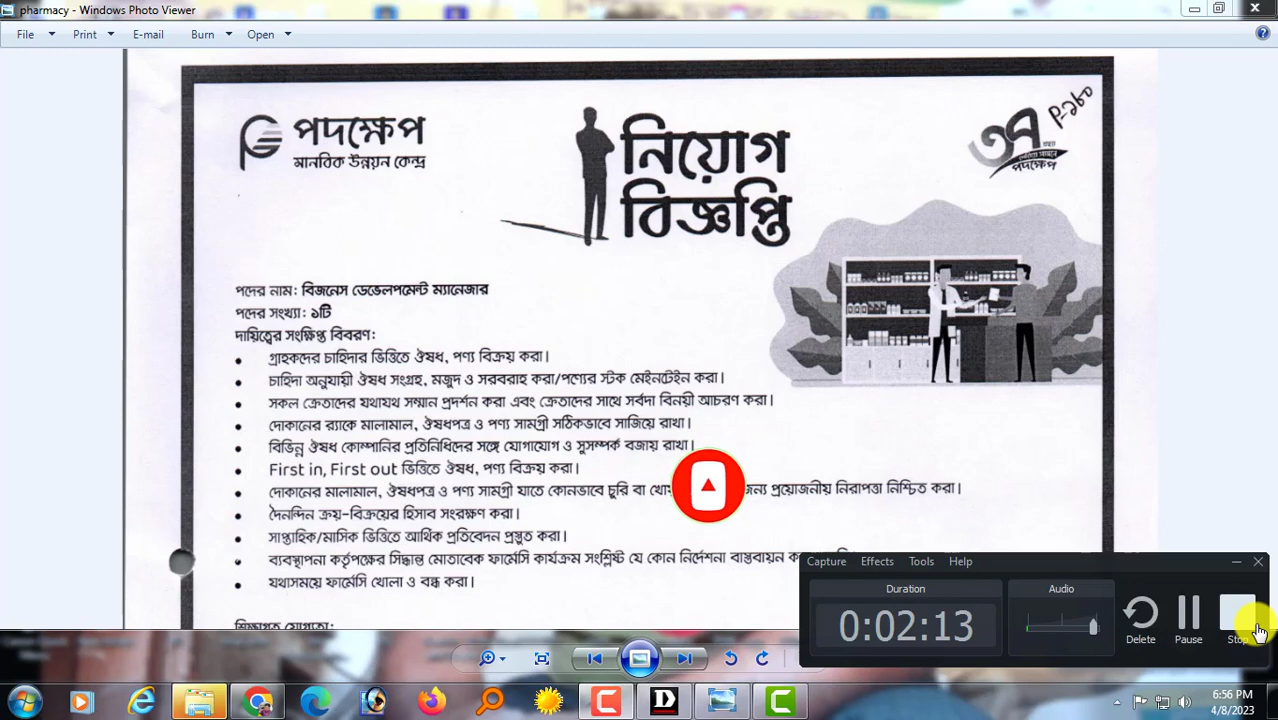 pharmacy - Windows Photo Viewer
File Print E-mail Burn Open
পদক্ষেপ
মানবিক উন্নয়ন কেন্দ্র
নিয়োগ
বিজ্ঞপ্তি
৩৭
পদক্ষেপ
P-১৯০
পদের নাম: বিজনেস ডেভেলপমেন্ট ম্যানেজার
পদের সংখ্যা: ১টি
দায়িত্বের সংক্ষিপ্ত বিবরণ:
গ্রাহকদের চাহিদার ভিত্তিতে ঔষধ, পণ্য বিক্রয় করা।
চাহিদা অনুযায়ী ঔষধ সংগ্রহ, মজুদ ও সরবরাহ করা/পণ্যের স্টক মেইনটেইন করা।
সকল ক্রেতাদের যথাযথ সম্মান প্রদর্শন করা এবং ক্রেতাদের সাথে সর্বদা বিনয়ী আচরণ করা।
দোকানের র‍্যাকে মালামাল, ঔষধপত্র ও পণ্য সামগ্রী সঠিকভাবে সাজিয়ে রাখা।
বিভিন্ন ঔষধ কোম্পানির প্রতিনিধিদের সঙ্গে যোগাযোগ ও সুসম্পর্ক বজায় রাখা।
First in, First out ভিত্তিতে ঔষধ, পণ্য বিক্রয় করা।
দোকানের মালামাল, ঔষধপত্র ও পণ্য সামগ্রী যাতে কোনভাবে চুরি বা জন্য প্রয়োজনীয় নিরাপত্তা নিশ্চিত করা।
দৈনন্দিন ক্রয়-বিক্রয়ের হিসাব সংরক্ষণ করা।
সাপ্তাহিক/মাসিক ভিত্তিতে আর্থিক প্রতিবেদন প্রস্তুত করা।
ব্যবস্থাপনা কর্তৃপক্ষের সিদ্ধান্ত মোতাবেক ফার্মেসি কার্যক্রম সংশ্লিষ্ট যে কোন নির্দেশনা বাস্তবায়ন
যথাসময়ে ফার্মেসি খোলা ও বন্ধ করা।
শিক্ষাগত যোগ্যতা:
Capture Effects Tools Help
Duration Audio
0:02:13
Delete Pause Stop
6:56 PM
4/8/2023